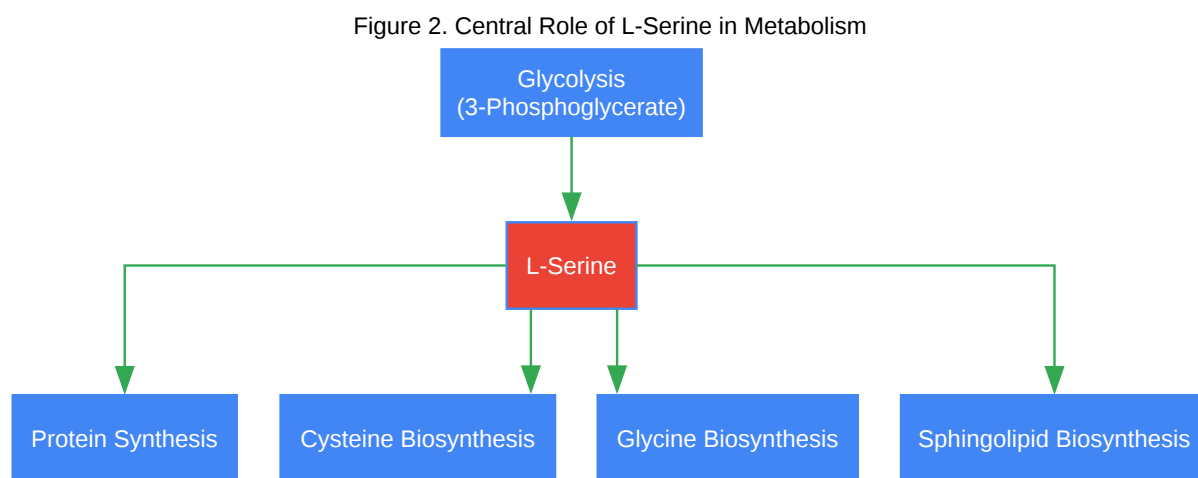 Figure 2. Central Role of L-Serine in Metabolism
Glycolysis
(3-Phosphoglycerate)
L-Serine
Protein Synthesis
Cysteine Biosynthesis
Glycine Biosynthesis
Sphingolipid Biosynthesis